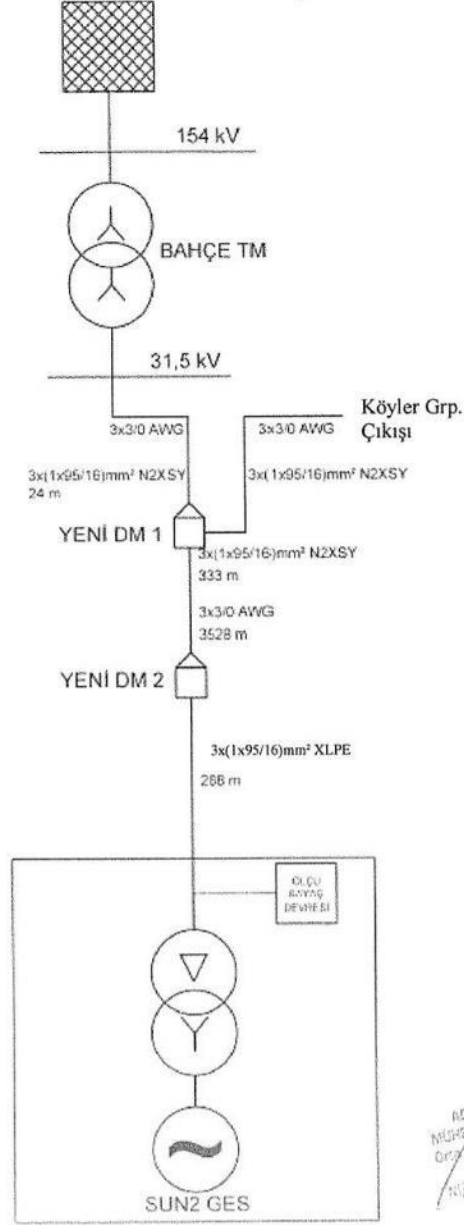 154 kV
BAHÇE TM
31,5 kV
Köyler Grp.
Çıkışı
3x3/0 AWG
3x3/0 AWG
3x(1x95/16)mm² N2XSY
24 m
3x(1x95/16)mm² N2XSY
YENİ DM 1
3x(1x95/16)mm² N2XSY
333 m
3x3/0 AWG
3528 m
YENİ DM 2
3x(1x95/16)mm² XLPE
268 m
ÖLÇÜ
SAYAÇ
DEVRESİ
SUN2 GES